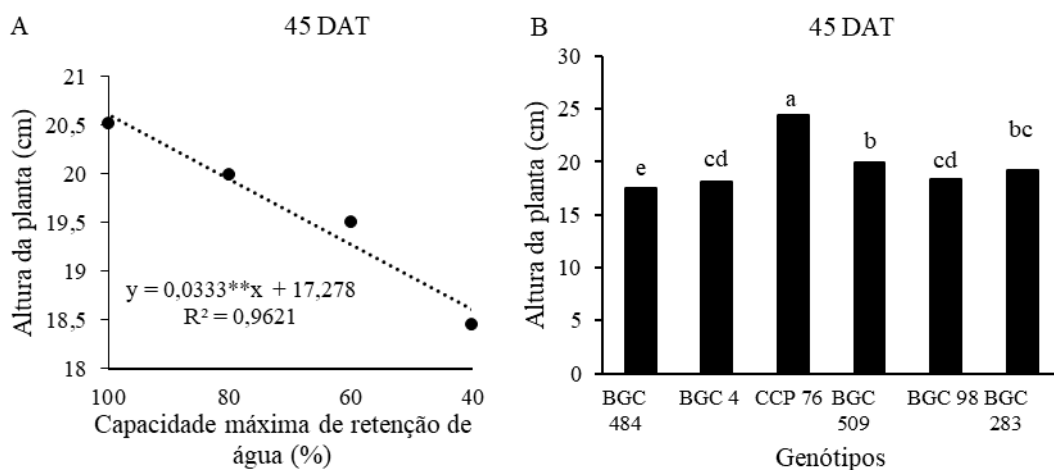 A
45 DAT
Altura da planta (cm)
21
20,5
20
19,5
19
18,5
18
y = 0,0333**x + 17,278
R² = 0,9621
100
80
60
40
Capacidade máxima de retenção de
água (%)
B
45 DAT
Altura da planta (cm)
30
25
20
15
10
5
0
e
cd
a
b
cd
bc
BGC
484
BGC 4
CCP 76
BGC
509
BGC 98
BGC
283
Genótipos